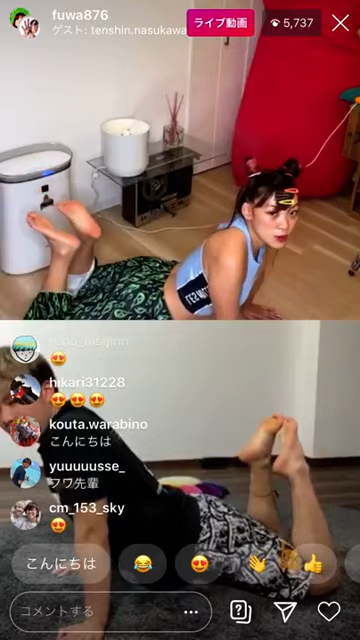 fuwa876
ゲスト: tenshin.nasukawa
ライブ動画
5,737
rena_nisijinn
hikari31228
kouta.warabino
こんにちは
yuuuuusse_
フワ先輩
cm_153_sky
こんにちは
コメントする